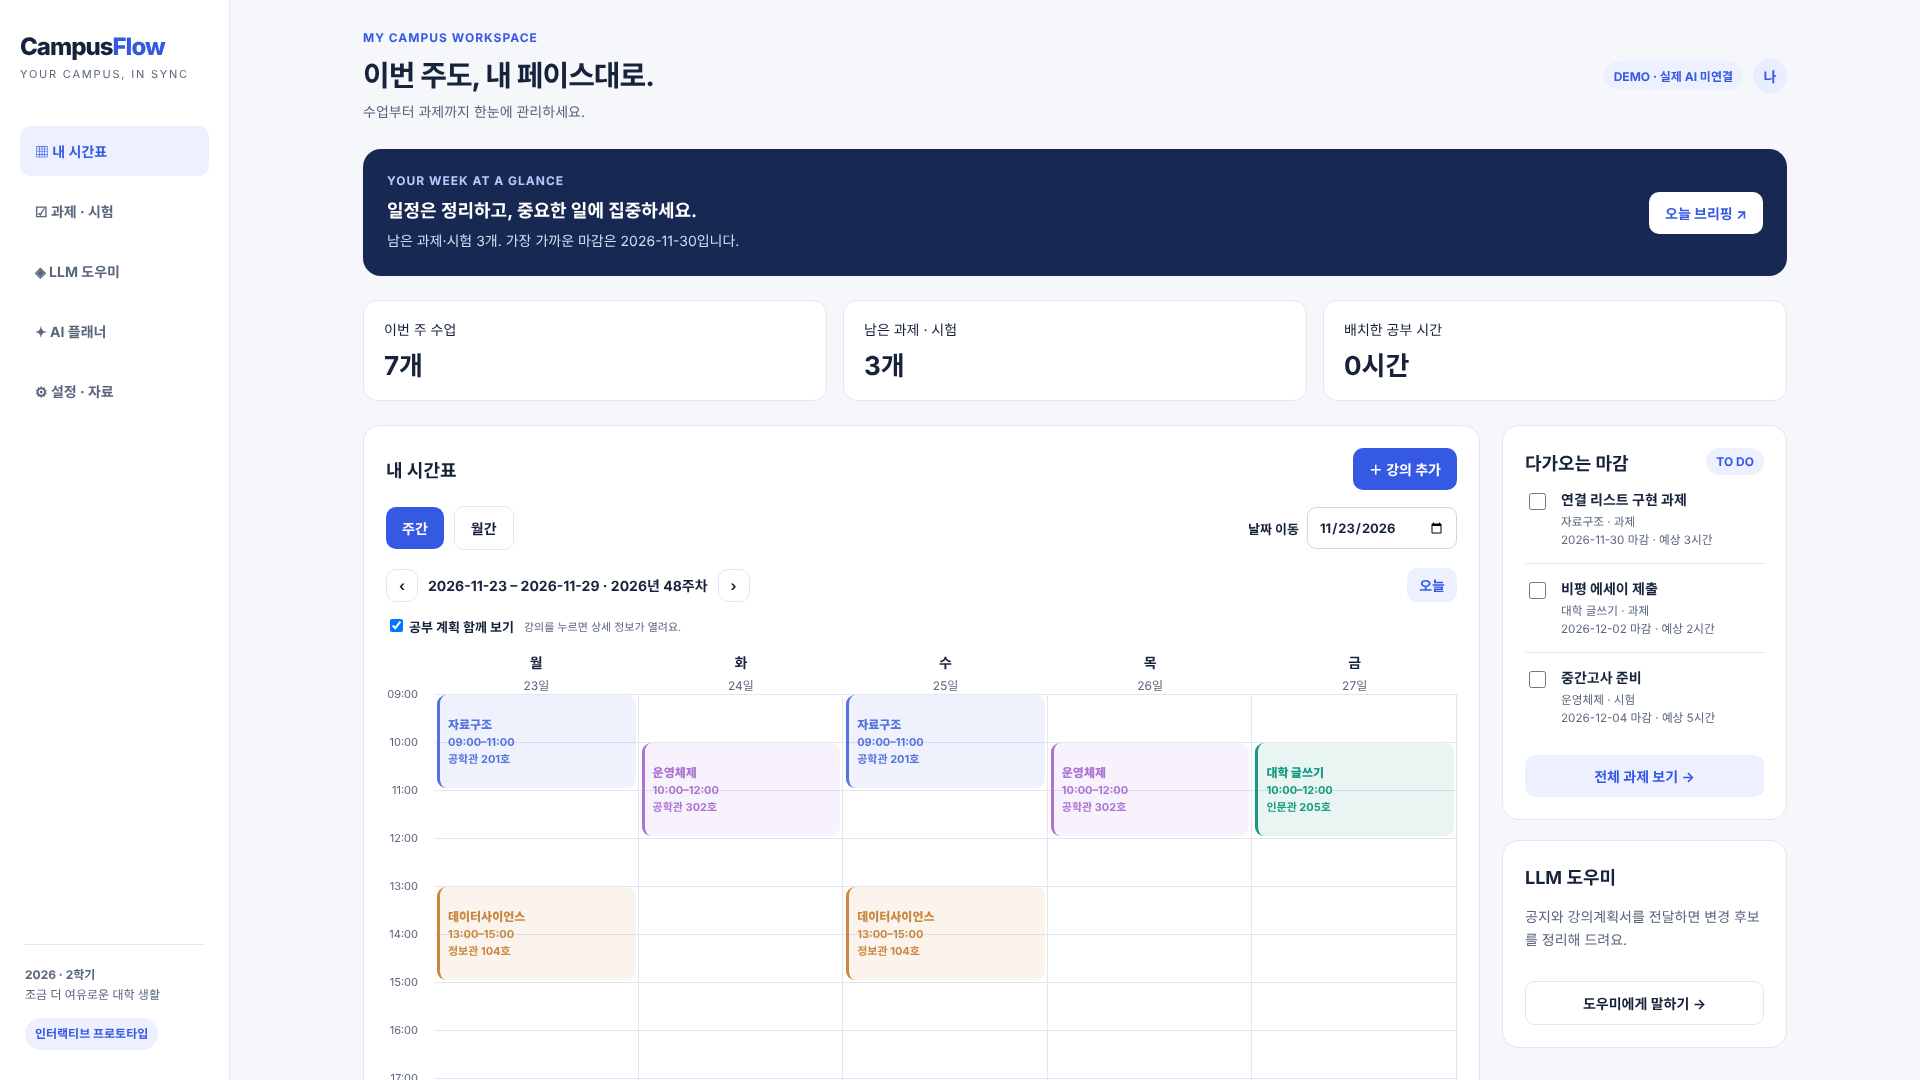 CampusFlow
YOUR CAMPUS, IN SYNC
▦ 내 시간표
☑ 과제 · 시험
◈ LLM 도우미
✦ AI 플래너
⚙ 설정 · 자료
2026 · 2학기
조금 더 여유로운 대학 생활
인터랙티브 프로토타입
MY CAMPUS WORKSPACE
이번 주도, 내 페이스대로.
수업부터 과제까지 한눈에 관리하세요.
DEMO · 실제 AI 미연결
나
YOUR WEEK AT A GLANCE
일정은 정리하고, 중요한 일에 집중하세요.
남은 과제·시험 3개. 가장 가까운 마감은 2026-11-30입니다.
오늘 브리핑 ↗
이번 주 수업
7개
남은 과제 · 시험
3개
배치한 공부 시간
0시간
내 시간표
+ 강의 추가
주간
월간
날짜 이동
11/23/2026
‹
2026-11-23 – 2026-11-29 · 2026년 48주차
›
오늘
공부 계획 함께 보기
강의를 누르면 상세 정보가 열려요.
월
23일
화
24일
수
25일
목
26일
금
27일
09:00
10:00
11:00
12:00
13:00
14:00
15:00
16:00
17:00
자료구조
09:00–11:00
공학관 201호
데이터사이언스
13:00–15:00
정보관 104호
운영체제
10:00–12:00
공학관 302호
자료구조
09:00–11:00
공학관 201호
데이터사이언스
13:00–15:00
정보관 104호
운영체제
10:00–12:00
공학관 302호
대학 글쓰기
10:00–12:00
인문관 205호
다가오는 마감
TO DO
연결 리스트 구현 과제
자료구조 · 과제
2026-11-30 마감 · 예상 3시간
비평 에세이 제출
대학 글쓰기 · 과제
2026-12-02 마감 · 예상 2시간
중간고사 준비
운영체제 · 시험
2026-12-04 마감 · 예상 5시간
전체 과제 보기 →
LLM 도우미
공지와 강의계획서를 전달하면 변경 후보
를 정리해 드려요.
도우미에게 말하기 →